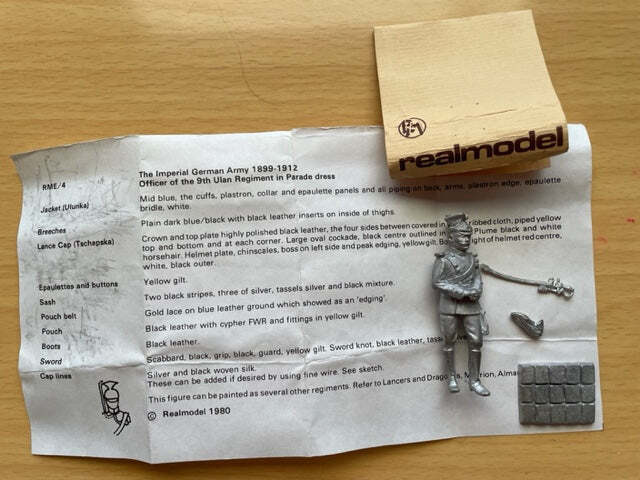 realmodel
RME/4
The Imperial German Army 1899-1912
Officer of the 9th Ulan Regiment in Parade dress
Jacket (Ulunka)
Mid blue, the cuffs, plastron, collar and epaulette panels and all piping on back, arms, plastron edge, epaulette
bridle, white.
Breeches
Plain dark blue/black with black leather inserts on inside of thighs.
Lance Cap (Tschapska)
Crown and top plate highly polished black leather, the four sides between covered in ribbed cloth, piped yellow
top and bottom and at each corner. Large oval cockade, black centre outlined in Plume black and white
horsehair. Helmet plate, chinscales, boss on left side and peak edging, yellow gilt. of helmet red centre,
white, black outer.
Epaulettes and buttons
Yellow gilt.
Sash
Two black stripes, three of silver, tassels silver and black mixture.
Pouch belt
Gold lace on blue leather ground which showed as an 'edging'.
Pouch
Black leather with cypher FWR and fittings in yellow gilt.
Boots
Black leather.
Sword
Scabbard, black, grip, black, guard, yellow gilt. Sword knot, black leather,
Cap lines
Silver and black woven silk.
These can be added if desired by using fine wire. See sketch.
This figure can be painted as several other regiments. Refer to Lancers and
© Realmodel 1980